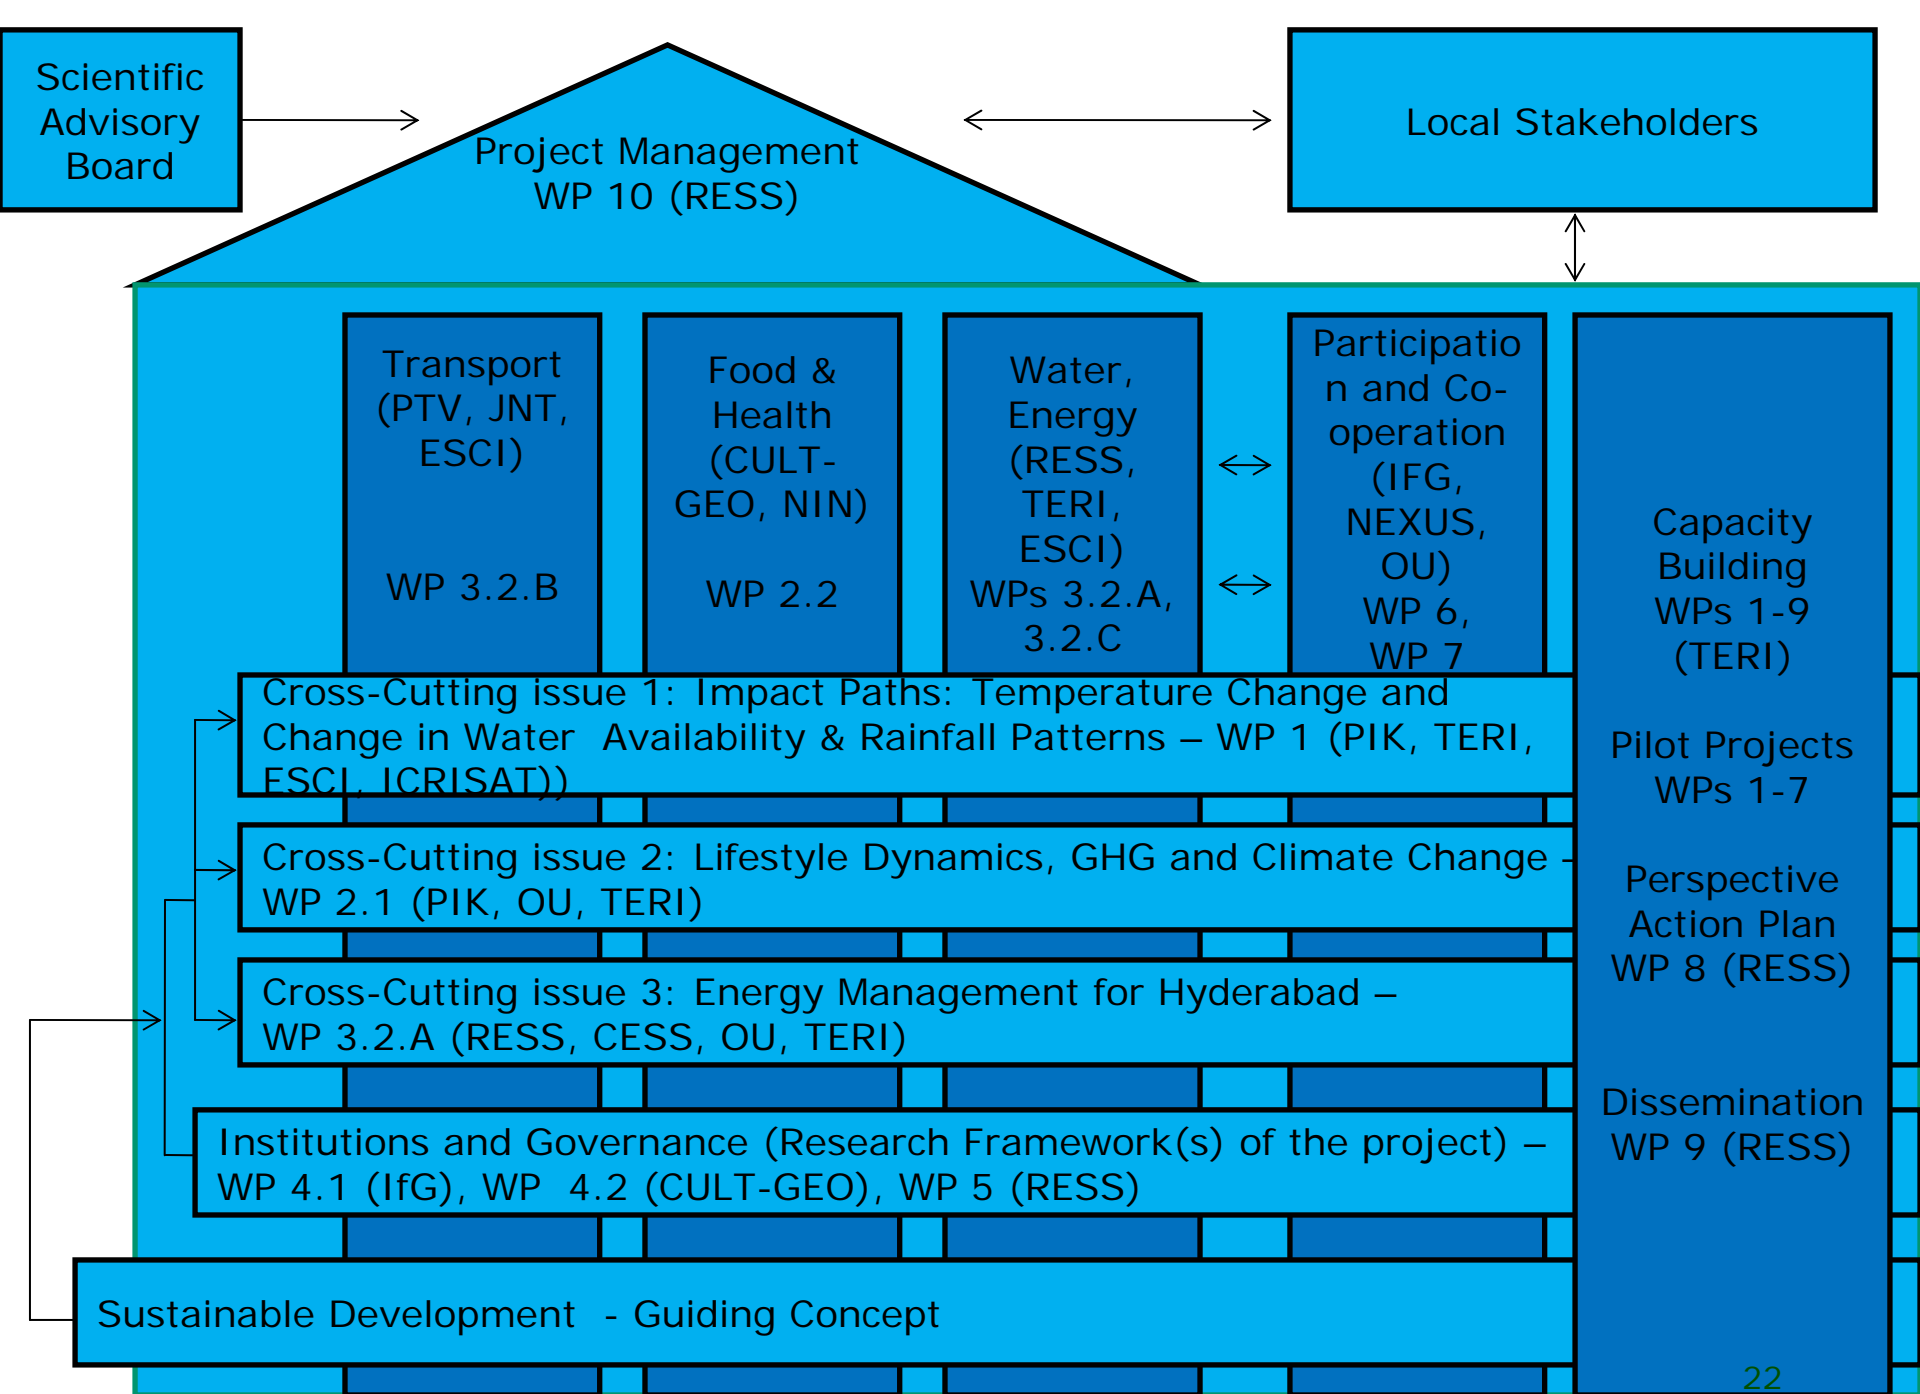 Scientific
Advisory
Board
Project Management
WP 10 (RESS)
Local Stakeholders
Transport
(PTV, JNT,
ESCI)
WP 3.2.B
Food &
Health
(CULT-
GEO, NIN)
WP 2.2
Water,
Energy
(RESS,
TERI,
ESCI)
WPs 3.2.A,
3.2.C
Participatio
n and Co-
operation
(IFG,
NEXUS,
OU)
WP 6,
WP 7
Capacity
Building
WPs 1-9
(TERI)
Pilot Projects
WPs 1-7
Perspective
Action Plan
WP 8 (RESS)
Dissemination
WP 9 (RESS)
Cross-Cutting issue 1: Impact Paths: Temperature Change and
Change in Water  Availability & Rainfall Patterns – WP 1 (PIK, TERI,
ESCI, ICRISAT))
Cross-Cutting issue 2: Lifestyle Dynamics, GHG and Climate Change –
WP 2.1 (PIK, OU, TERI)
Cross-Cutting issue 3: Energy Management for Hyderabad –
WP 3.2.A (RESS, CESS, OU, TERI)
Institutions and Governance (Research Framework(s) of the project) –
WP 4.1 (IfG), WP  4.2 (CULT-GEO), WP 5 (RESS)
Sustainable Development  - Guiding Concept
22